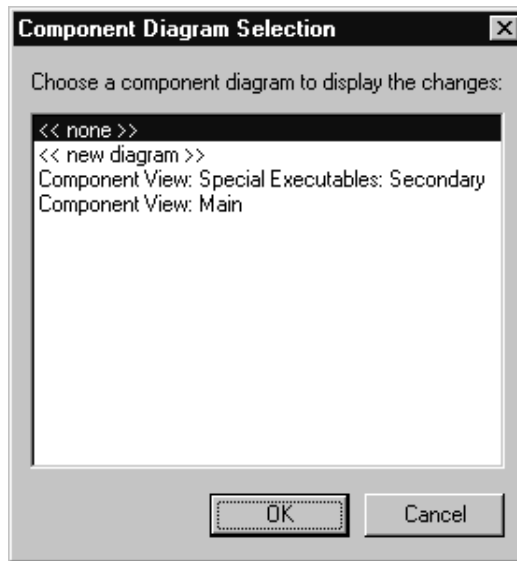 Component Diagram Selection
Choose a component diagram to display the changes:
<< none >>
<< new diagram >>
Component View: Special Executables: Secondary
Component View: Main
OK
Cancel